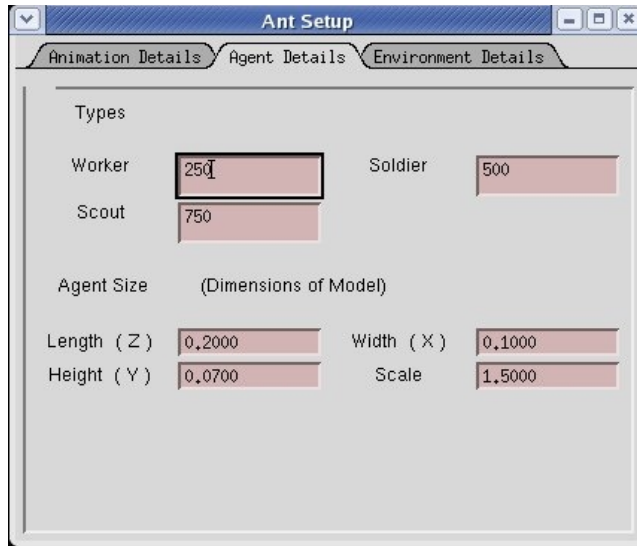 Ant Setup
Animation Details Agent Details Environment Details
Types
Worker 250 Soldier 500
Scout 750
Agent Size (Dimensions of Model)
Length ( Z ) 0.2000 Width ( X ) 0.1000
Height ( Y ) 0.0700 Scale 1.5000